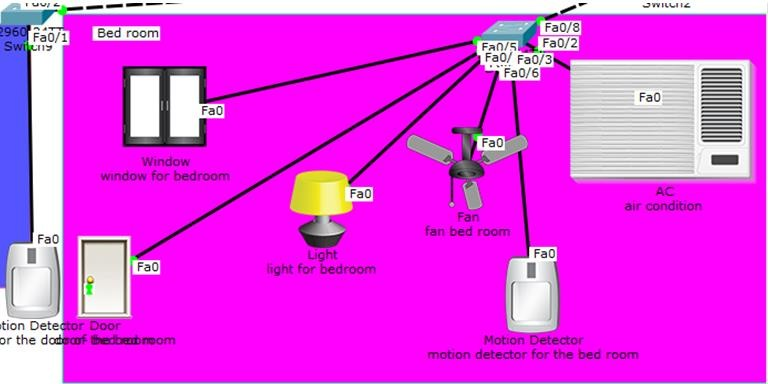 Fa0/2
Switch2
Fa0/1
Switch9
Bed room
Fa0/8
Fa0/5
Fa0/2
Fa0/
Fa0/3
Fa0/6
Fa0
Fa0
Window
window for bedroom
Fa0
AC
air condition
Fa0
Fan
fan bed room
Light
light for bedroom
Fa0
Fa0
Fa0
Door
Motion Detector
motion detector for the bed room